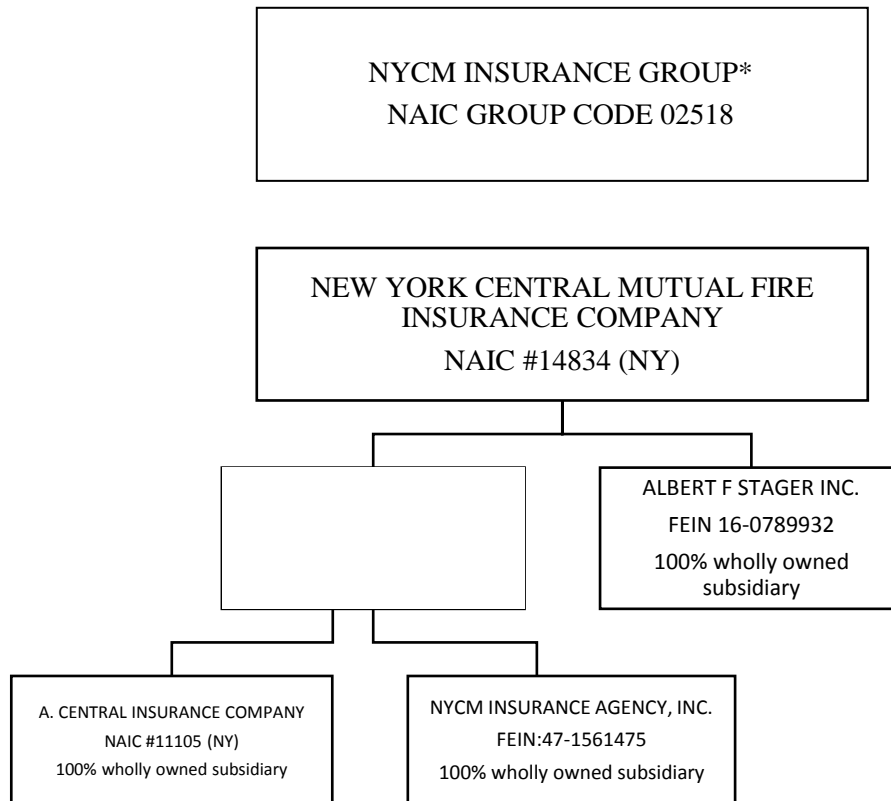 NYCM INSURANCE GROUP*
NAIC GROUP CODE 02518
NEW YORK CENTRAL MUTUAL FIRE
INSURANCE COMPANY
NAIC #14834 (NY)
ALBERT F STAGER INC.
FEIN 16-0789932
100% wholly owned
subsidiary
A. CENTRAL INSURANCE COMPANY
NAIC #11105 (NY)
100% wholly owned subsidiary
NYCM INSURANCE AGENCY, INC.
FEIN:47-1561475
100% wholly owned subsidiary